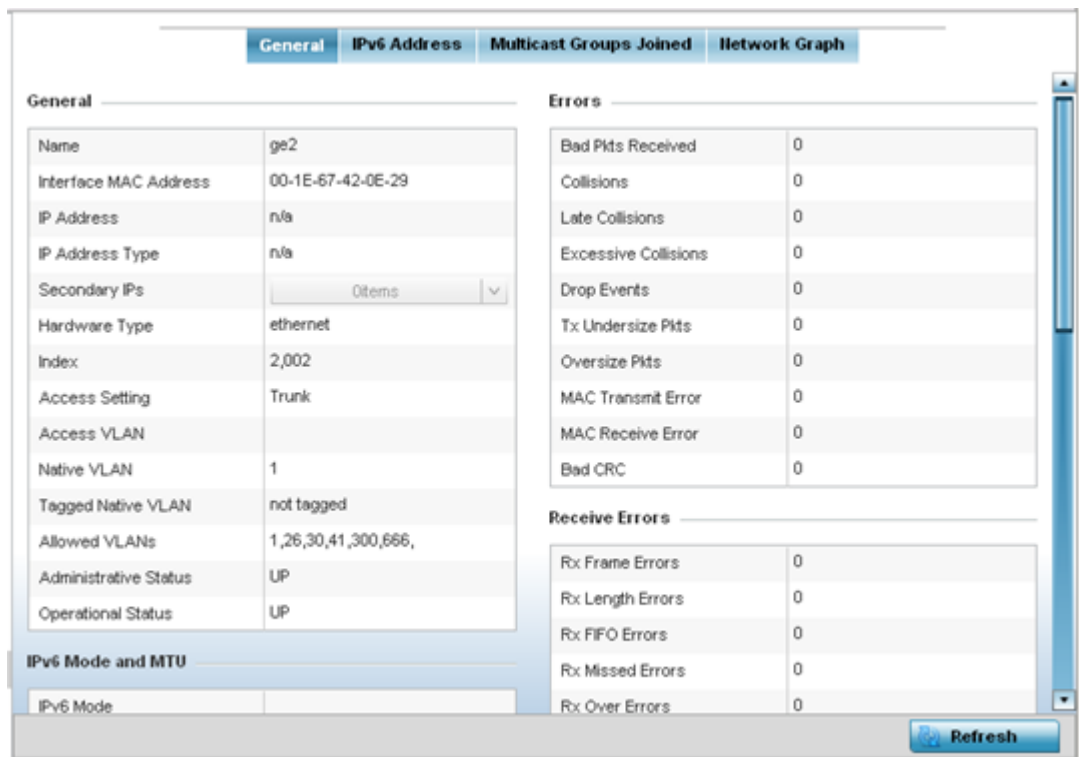 General IPv6 Address Multicast Groups Joined Network Graph
General
Name ge2
Interface MAC Address 00-1E-67-42-0E-29
IP Address n/a
IP Address Type n/a
Secondary IPs 0items
Hardware Type ethernet
Index 2,002
Access Setting Trunk
Access VLAN
Native VLAN 1
Tagged Native VLAN not tagged
Allowed VLANs 1,26,30,41,300,666,
Administrative Status UP
Operational Status UP
IPv6 Mode and MTU
IPv6 Mode
Errors
Bad Pkts Received 0
Collisions 0
Late Collisions 0
Excessive Collisions 0
Drop Events 0
Tx Undersize Pkts 0
Oversize Pkts 0
MAC Transmit Error 0
MAC Receive Error 0
Bad CRC 0
Receive Errors
Rx Frame Errors 0
Rx Length Errors 0
Rx FIFO Errors 0
Rx Missed Errors 0
Rx Over Errors 0
Refresh